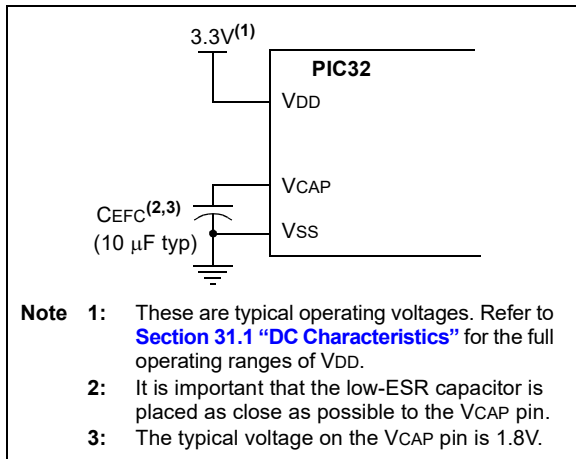 3.3V(1)
PIC32
VDD
VCAP
CEFC(2,3)
(10 μF typ)
VSS
Note 1: These are typical operating voltages. Refer to
Section 31.1 “DC Characteristics” for the full
operating ranges of VDD.
2: It is important that the low-ESR capacitor is
placed as close as possible to the VCAP pin.
3: The typical voltage on the VCAP pin is 1.8V.